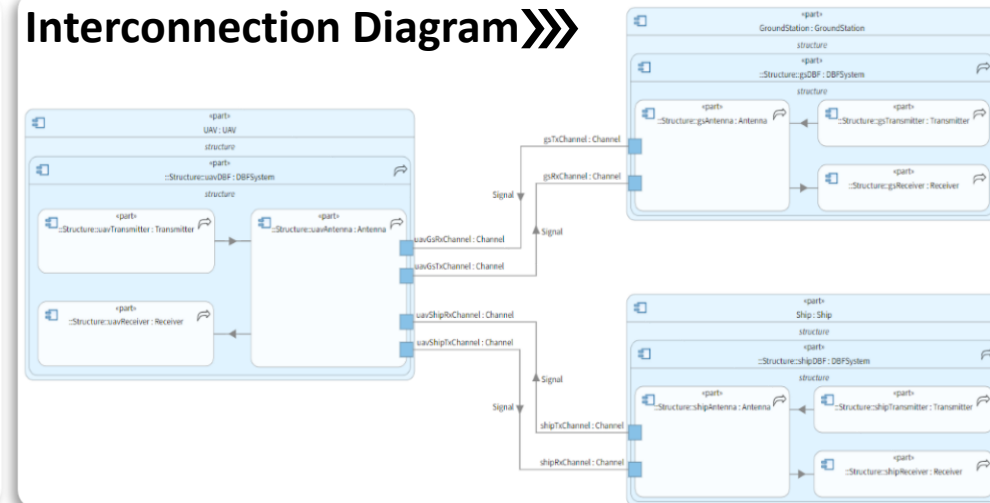 Interconnection Diagram
«part»
UAV : UAV
structure
«part»
::Structure::uavDBF : DBFSystem
structure
«part»
::Structure::uavTransmitter : Transmitter
«part»
::Structure::uavAntenna : Antenna
«part»
::Structure::uavReceiver : Receiver
uavGsRxChannel : Channel
uavGsTxChannel : Channel
uavShipRxChannel : Channel
uavShipTxChannel : Channel
gsTxChannel : Channel
gsRxChannel : Channel
Signal
Signal
Signal
Signal
shipTxChannel : Channel
shipRxChannel : Channel
«part»
GroundStation : GroundStation
structure
«part»
::Structure::gsDBF : DBFSystem
structure
«part»
::Structure::gsAntenna : Antenna
«part»
::Structure::gsTransmitter : Transmitter
«part»
::Structure::gsReceiver : Receiver
«part»
Ship : Ship
structure
«part»
::Structure::shipDBF : DBFSystem
structure
«part»
::Structure::shipAntenna : Antenna
«part»
::Structure::shipTransmitter : Transmitter
«part»
::Structure::shipReceiver : Receiver